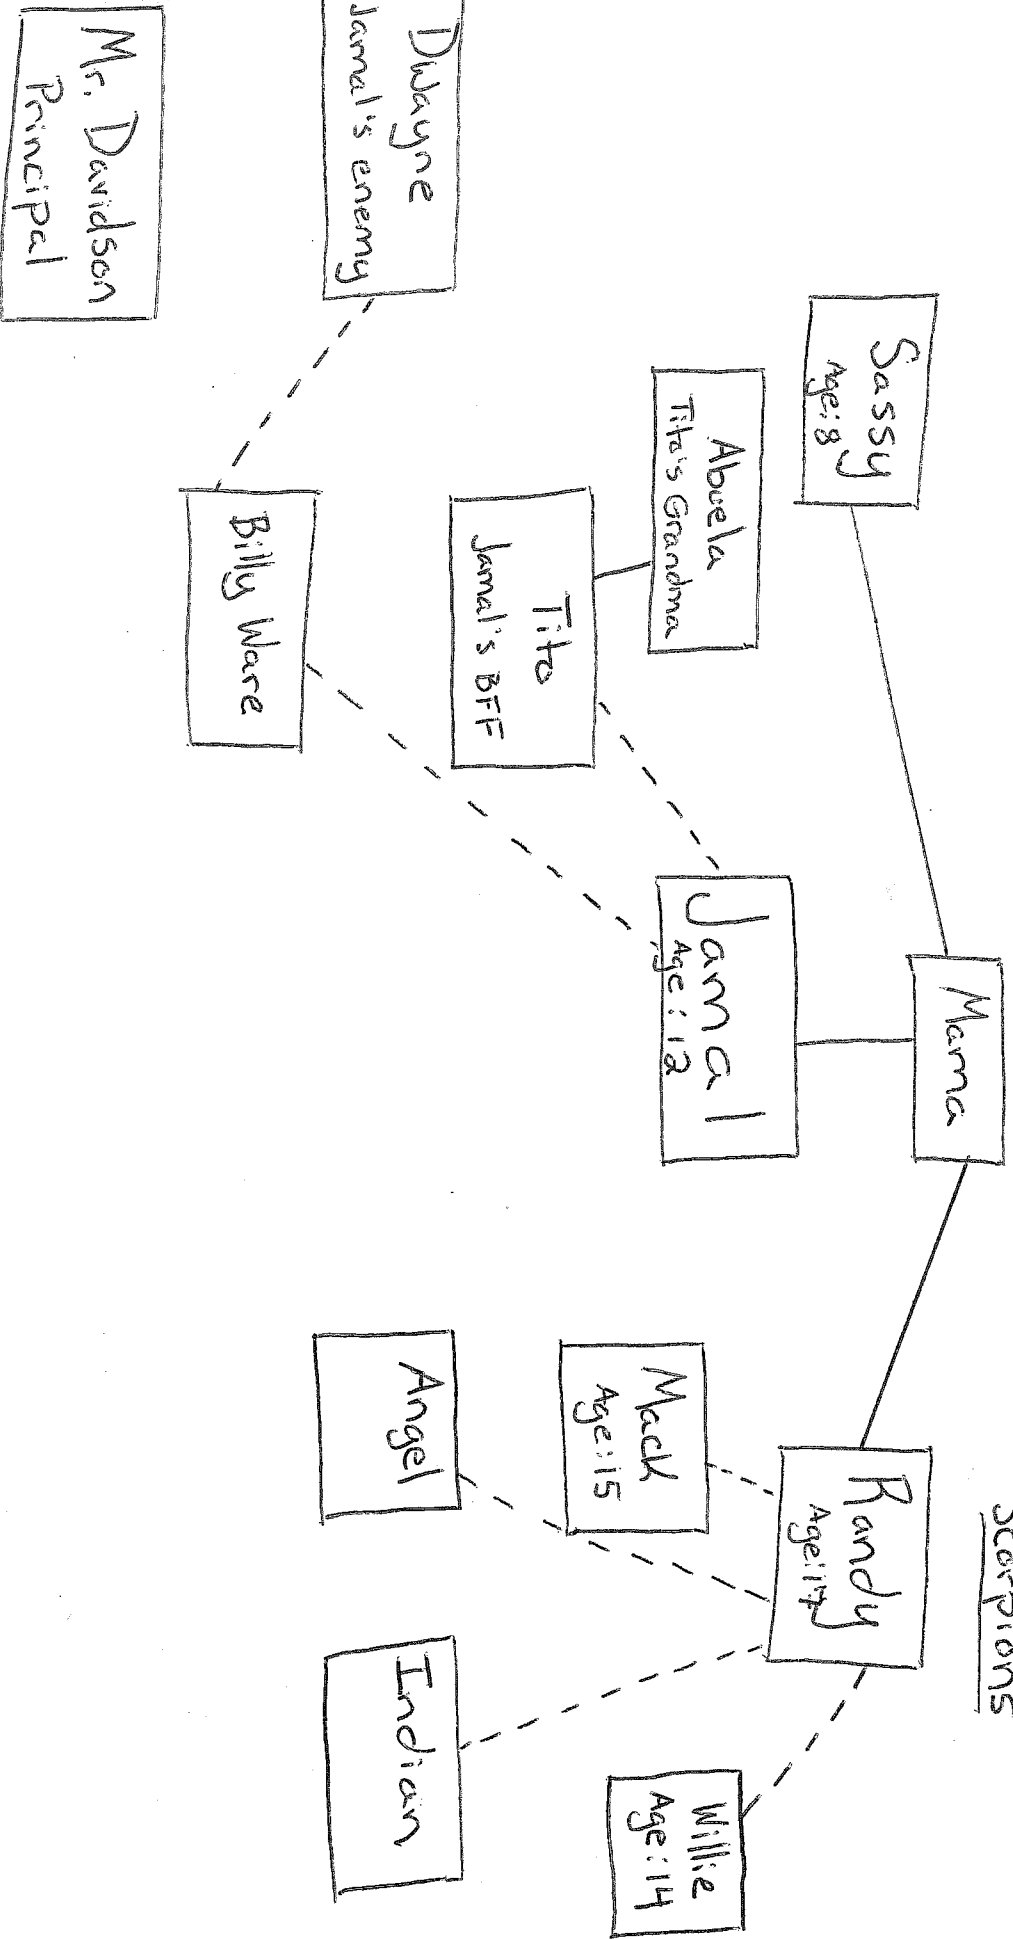 Scorpions
Mama
Sassy
Age: 8
Randy
Age: 17
Jamal
Age: 12
Abuela
Tito's Grandma
Tito
Jamal's BFF
Mack
Age: 15
Willie
Age: 14
Dwayne
Jamal's enemy
Billy Ware
Angel
Indian
Mr. Davidson
Principal